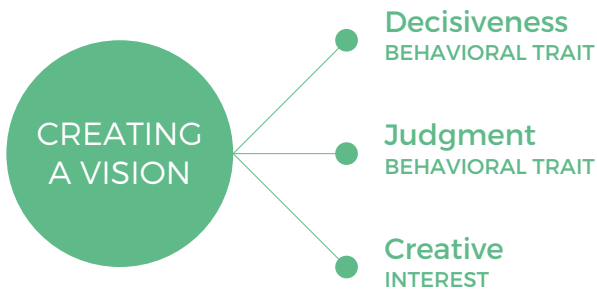 CREATING
A VISION
Decisiveness
BEHAVIORAL TRAIT
Judgment
BEHAVIORAL TRAIT
Creative
INTEREST